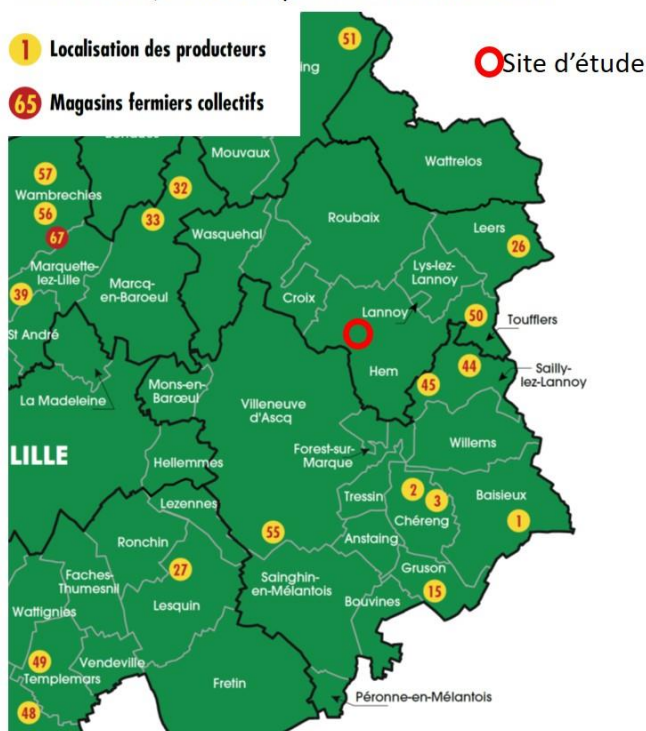 1 Localisation des producteurs
65 Magasins fermiers collectifs
Site d'étude
51
ing
Mouvaux
Wattrelos
57
Wambrechies
32
56
33
67
Roubaix
Wasquehal
Leers
26
Marquette-
lez-Lille
Marcq-
en-Baroeul
Lys-lez-
Lannoy
39
Croix
Lannoy
50
Toufflers
St André
Hem
44
45
Sailly-
lez-Lannoy
La Madeleine
Mons-en-
Barœul
Villeneuve
d'Ascq
LILLE
Hellemmes
Forest-sur-
Marque
Willems
Tressin
2
3
Chéreng
Baisieux
1
Lezennes
Ronchin
55
Anstaing
27
Faches-
Thumesnil
Lesquin
Sainghin-
en-Mélantois
Gruson
15
Bouvines
Wattignies
49
Templemars
Vendeville
Fretin
Péronne-en-Mélantois
48